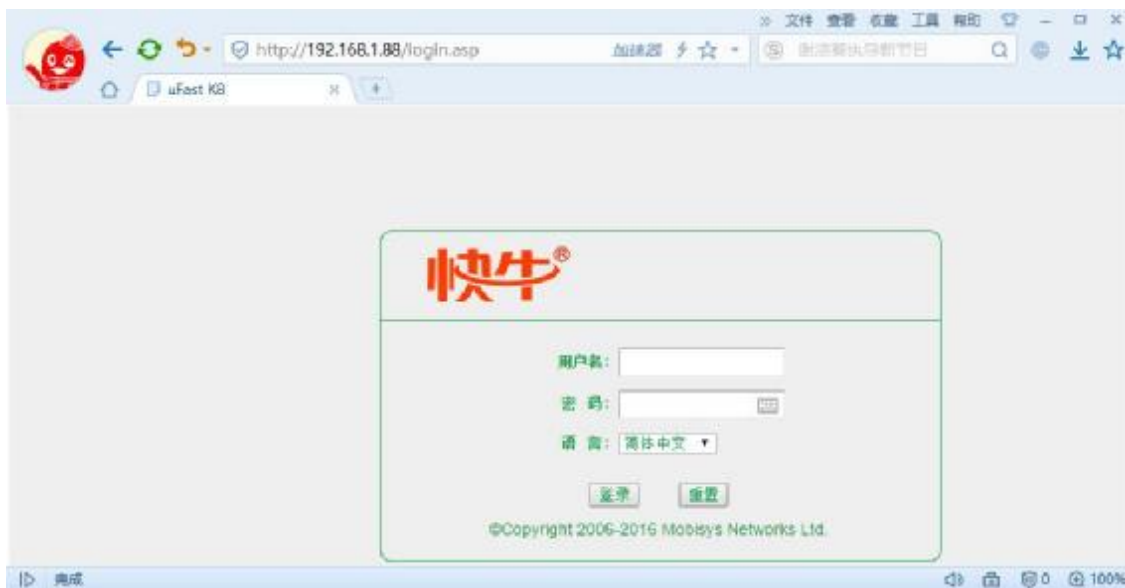 文件 查看 收藏 工具 帮助
http://192.168.1.88/login.asp
加速器
uFast K8
快牛®
用户名:
密 码:
语 言: 简体中文
登录 重置
©Copyright 2006-2016 Mobisys Networks Ltd.
完成
0 100%